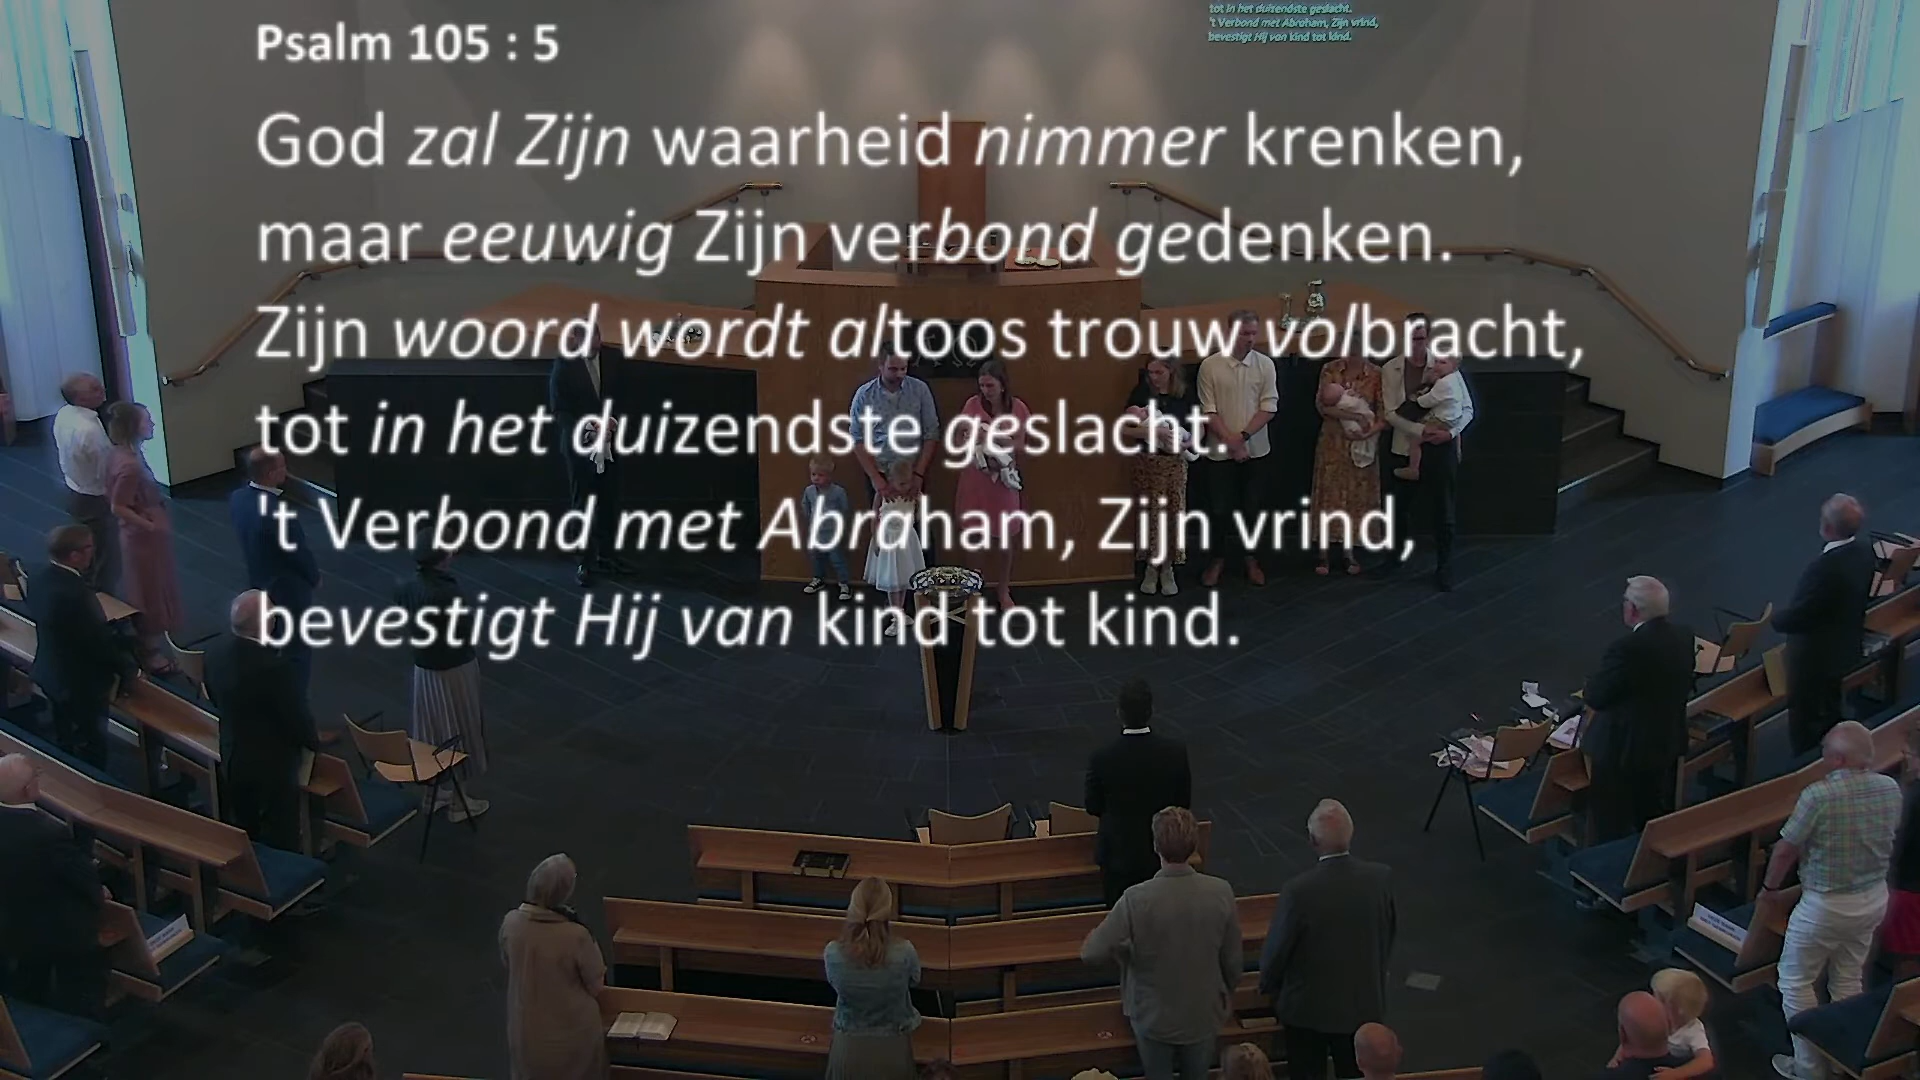 Psalm 105 : 5
God zal Zijn waarheid nimmer krenken,
maar eeuwig Zijn verbond gedenken.
Zijn woord wordt altoos trouw volbracht,
tot in het duizendste geslacht.
't Verbond met Abraham, Zijn vrind,
bevestigt Hij van kind tot kind.
tot in het duizendste geslacht.
't Verbond met Abraham, Zijn vrind,
bevestigt Hij van kind tot kind.